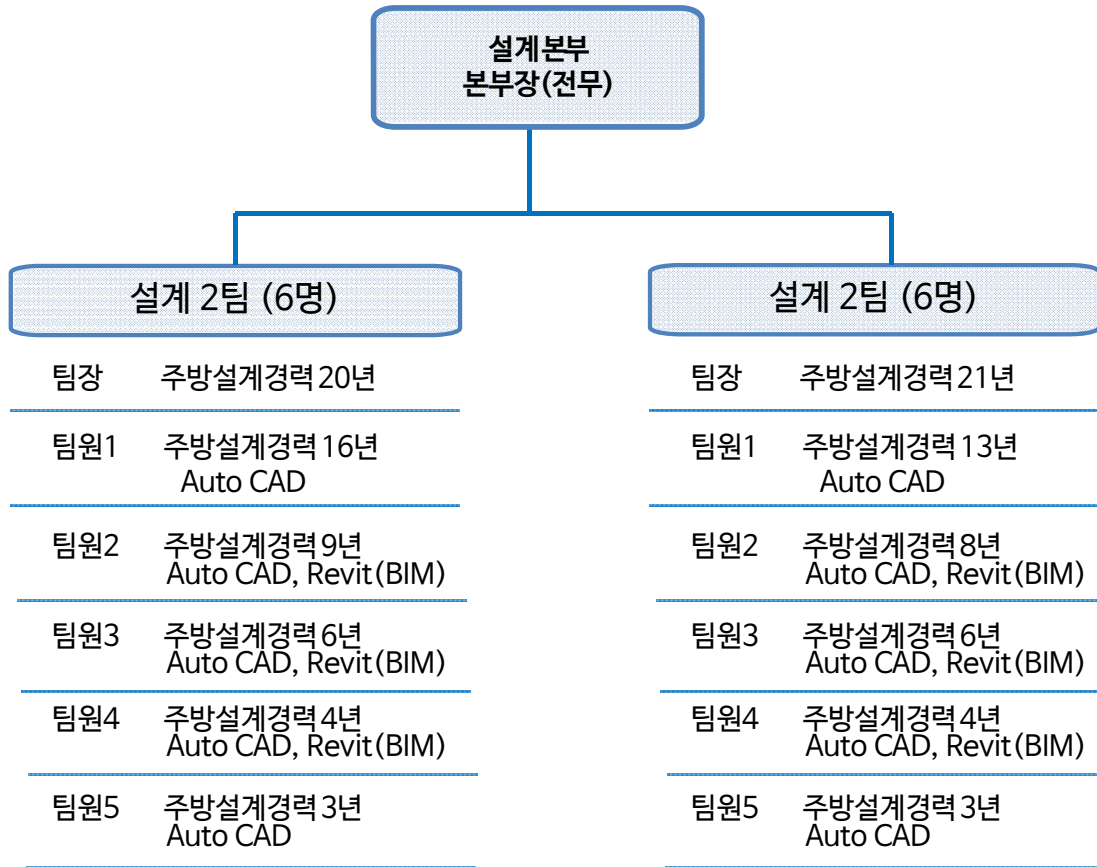 설계본부
본부장(전무)
설계 2팀 (6명)
팀장 주방설계경력 20년
팀원1 주방설계경력 16년
Auto CAD
팀원2 주방설계경력 9년
Auto CAD, Revit(BIM)
팀원3 주방설계경력 6년
Auto CAD, Revit(BIM)
팀원4 주방설계경력 4년
Auto CAD, Revit(BIM)
팀원5 주방설계경력 3년
Auto CAD
설계 2팀 (6명)
팀장 주방설계경력 21년
팀원1 주방설계경력 13년
Auto CAD
팀원2 주방설계경력 8년
Auto CAD, Revit(BIM)
팀원3 주방설계경력 6년
Auto CAD, Revit(BIM)
팀원4 주방설계경력 4년
Auto CAD, Revit(BIM)
팀원5 주방설계경력 3년
Auto CAD